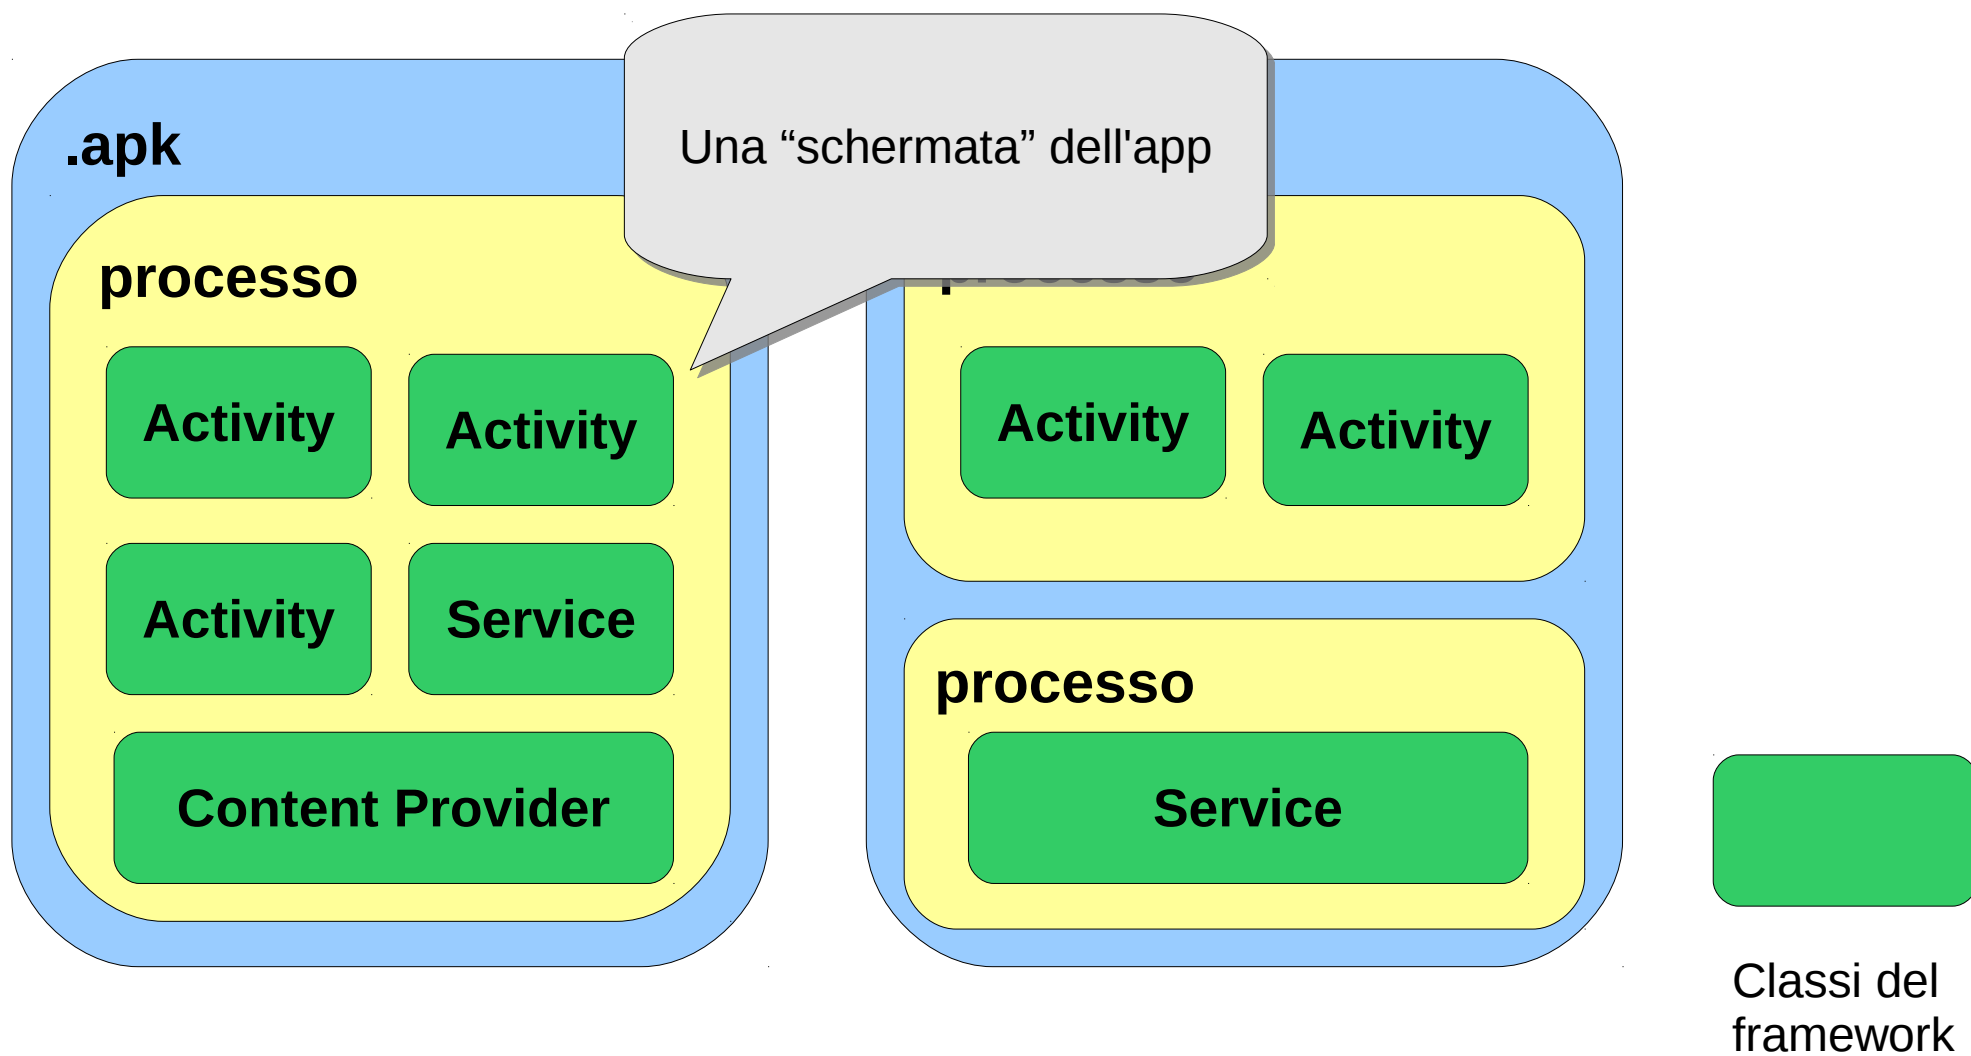 Una “schermata” dell'app
.apk
processo
Activity
Activity
Activity
Service
Content Provider
Activity
Activity
processo
Service
Classi del
framework